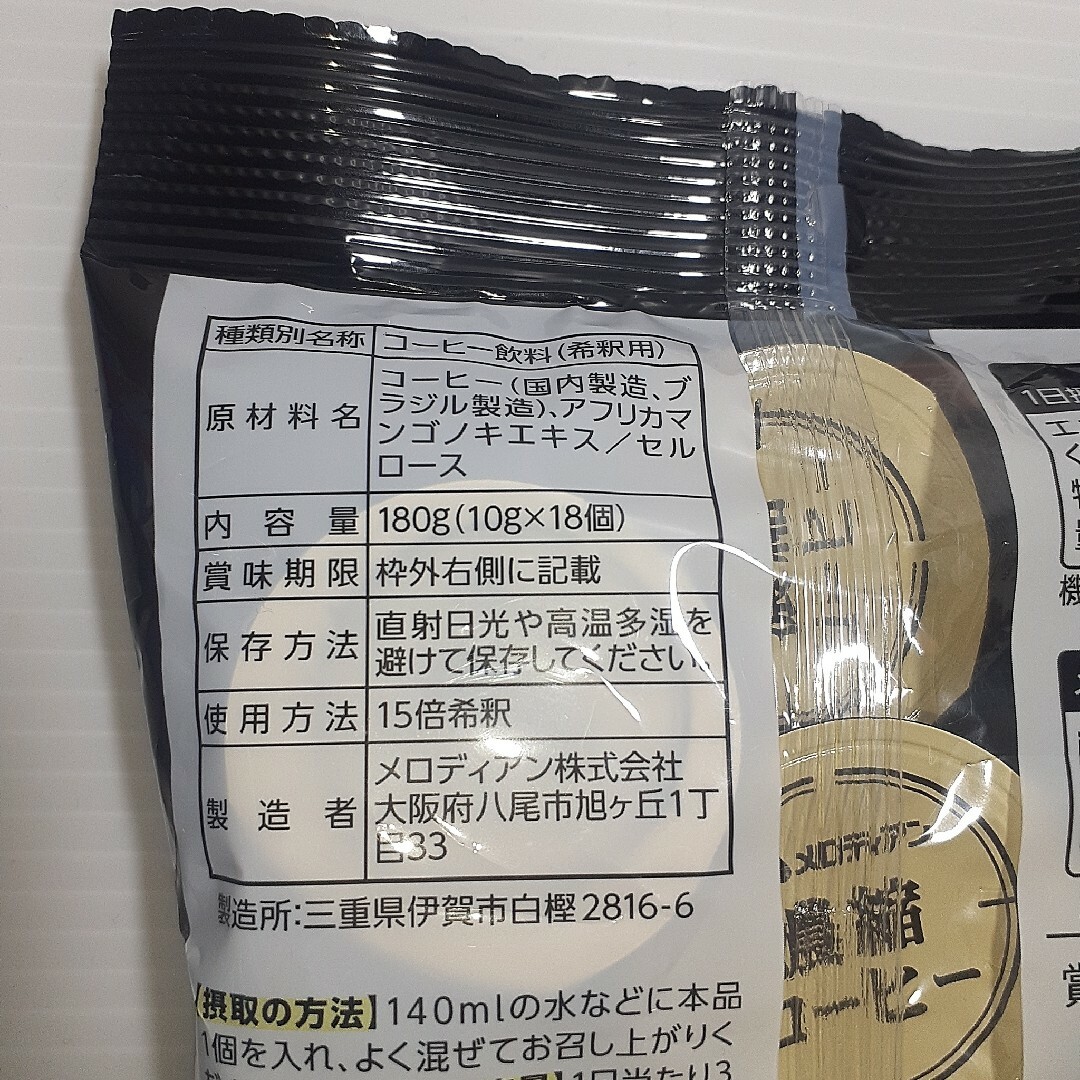 種類別名称 コーヒー飲料(希釈用)
原材料名 コーヒー(国内製造、ブ
ラジル製造)、アフリカマ
ンゴノキエキス/セル
ロース
内容量 180g(10g×18個)
賞味期限 枠外右側に記載
保存方法 直射日光や高温多湿を
避けて保存してください。
使用方法 15倍希釈
製造者 メロディアン株式会社
大阪府八尾市旭ヶ丘1丁
目33
製造所:三重県伊賀市白樫2816-6
【摂取の方法】140mlの水などに本品
1個を入れ、よく混ぜてお召し上がりく
1日当たり3
メロディアン
濃縮
コーヒー
1日摂
賞